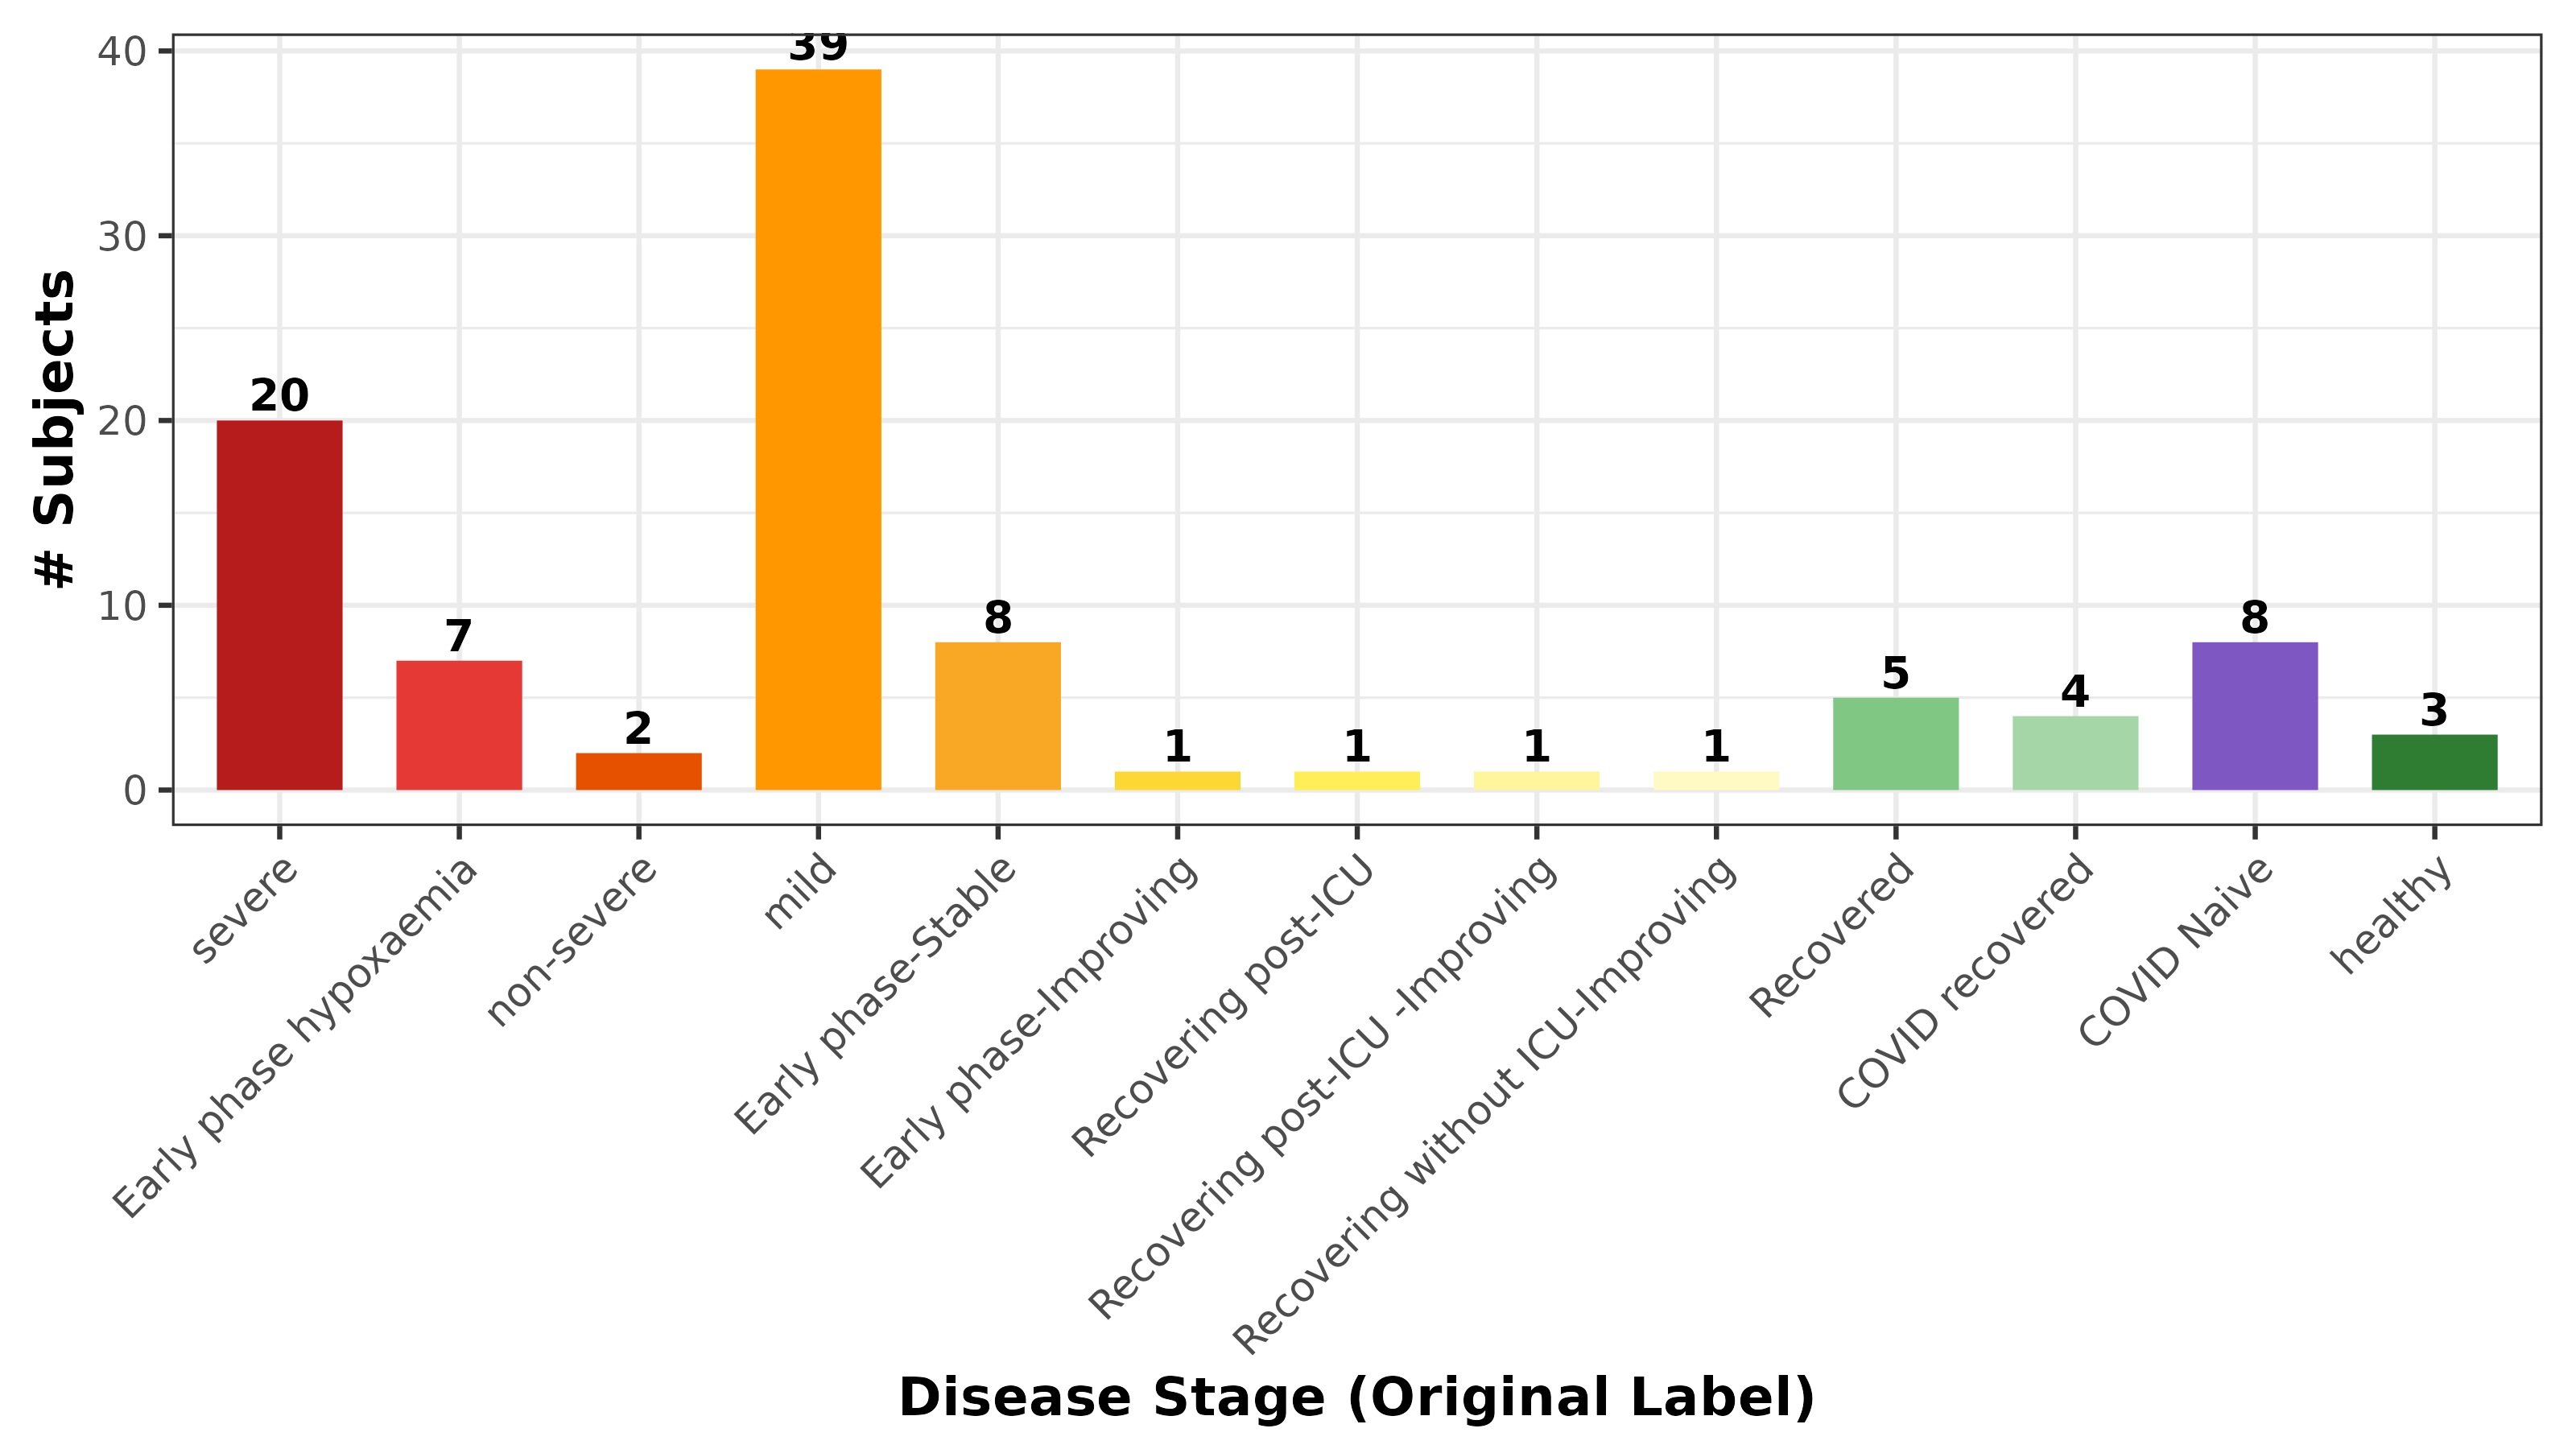 # Subjects
40
30
20
10
0
20
7
2
39
8
1
1
1
1
5
4
8
3
severe
Early phase hypoxaemia
non-severe
mild
Early phase-Stable
Early phase-Improving
Recovering post-ICU
Recovering post-ICU -Improving
Recovering without ICU-Improving
Recovered
COVID recovered
COVID Naive
healthy
Disease Stage (Original Label)